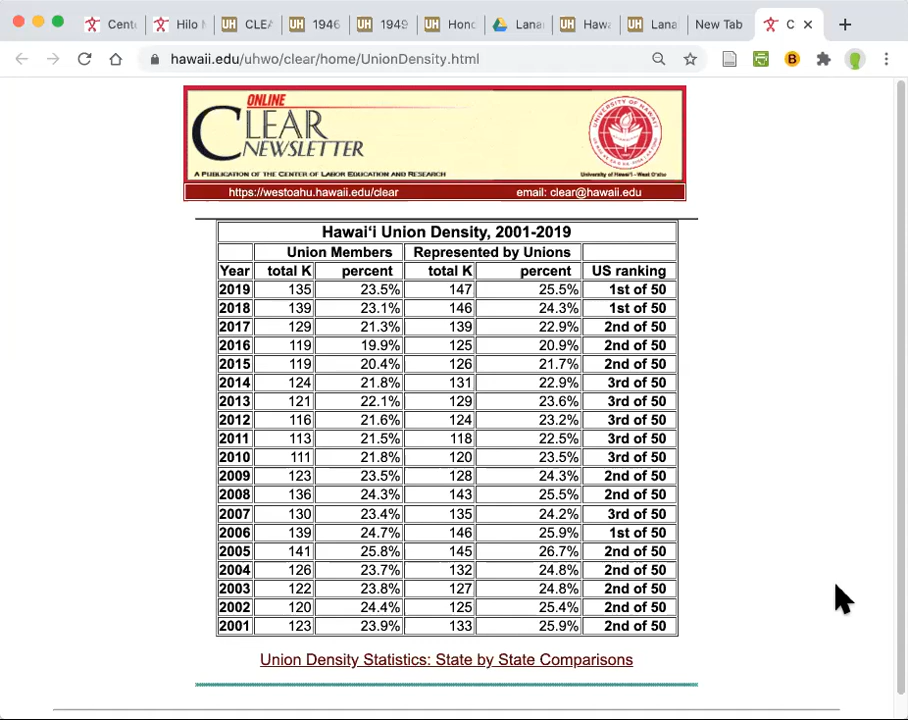 Centu
Hilo N
UH CLEA
UH 1946
UH 1949
UH Hono
Lana
UH Hawa
UH Lana
New Tab
C
hawaii.edu/uhwo/clear/home/UnionDensity.html
B
ONLINE
CLEAR
NEWSLETTER
A PUBLICATION OF THE CENTER OF LABOR EDUCATION AND RESEARCH
University of Hawai‘i - West O‘ahu
https://westoahu.hawaii.edu/clear email: clear@hawaii.edu
Hawai‘i Union Density, 2001-2019
Union Members Represented by Unions
Year total K percent total K percent US ranking
2019 135 23.5% 147 25.5% 1st of 50
2018 139 23.1% 146 24.3% 1st of 50
2017 129 21.3% 139 22.9% 2nd of 50
2016 119 19.9% 125 20.9% 2nd of 50
2015 119 20.4% 126 21.7% 2nd of 50
2014 124 21.8% 131 22.9% 3rd of 50
2013 121 22.1% 129 23.6% 3rd of 50
2012 116 21.6% 124 23.2% 3rd of 50
2011 113 21.5% 118 22.5% 3rd of 50
2010 111 21.8% 120 23.5% 3rd of 50
2009 123 23.5% 128 24.3% 2nd of 50
2008 136 24.3% 143 25.5% 2nd of 50
2007 130 23.4% 135 24.2% 3rd of 50
2006 139 24.7% 146 25.9% 1st of 50
2005 141 25.8% 145 26.7% 2nd of 50
2004 126 23.7% 132 24.8% 2nd of 50
2003 122 23.8% 127 24.8% 2nd of 50
2002 120 24.4% 125 25.4% 2nd of 50
2001 123 23.9% 133 25.9% 2nd of 50
Union Density Statistics: State by State Comparisons